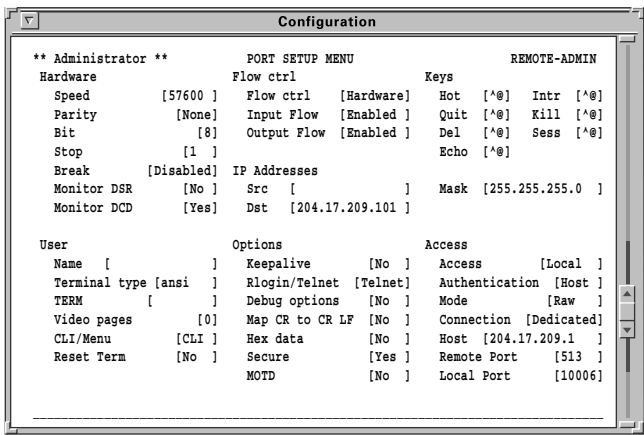 Configuration
** Administrator ** PORT SETUP MENU REMOTE-ADMIN
Hardware Flow ctrl Keys
Speed [57600 ] Flow ctrl [Hardware] Hot [^@] Intr [^@]
Parity [None] Input Flow [Enabled ] Quit [^@] Kill [^@]
Bit [8] Output Flow [Enabled ] Del [^@] Sess [^@]
Stop [1 ] Echo [^@]
Break [Disabled] IP Addresses
Monitor DSR [No ] Src [ ] Mask [255.255.255.0 ]
Monitor DCD [Yes] Dst [204.17.209.101 ]
User Options Access
Name [ ] Keepalive [No ] Access [Local ]
Terminal type [ansi ] Rlogin/Telnet [Telnet] Authentication [Host ]
TERM [ ] Debug options [No ] Mode [Raw ]
Video pages [0] Map CR to CR LF [No ] Connection [Dedicated]
CLI/Menu [CLI ] Hex data [No ] Host [204.17.209.1 ]
Reset Term [No ] Secure [Yes ] Remote Port [513 ]
MOTD [No ] Local Port [10006]